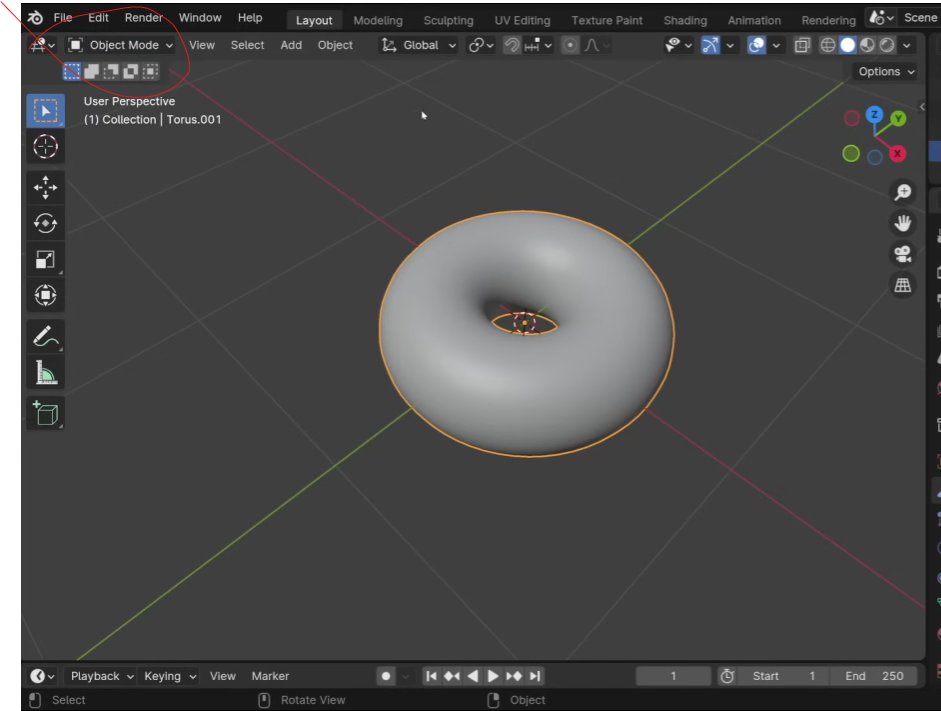 File Edit Render Window Help Layout Modeling Sculpting UV Editing Texture Paint Shading Animation Rendering Scene
Object Mode View Select Add Object Global
Options
User Perspective
(1) Collection | Torus.001
Z
Y
X
Playback Keying View Marker 1 Start 1 End 250
Select Rotate View Object